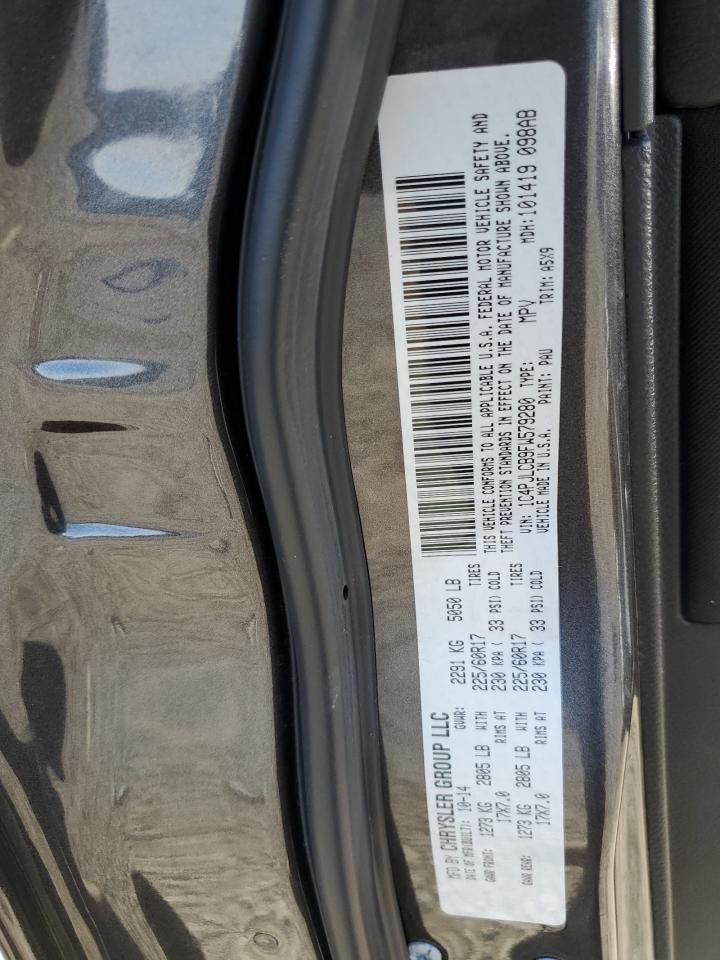 MFD BY CHRYSLER GROUP LLC
DATE OF MFR(BUILT): 10-14 GVWR: 2291 KG 5050 LB
GAWR FRONT: 1273 KG 2805 LB WITH 225/60R17 TIRES
17X7.0 RIMS AT 230 KPA ( 33 PSI) COLD
GAWR REAR: 1273 KG 2805 LB WITH 225/60R17 TIRES
17X7.0 RIMS AT 230 KPA ( 33 PSI) COLD
THIS VEHICLE CONFORMS TO ALL APPLICABLE U.S.A. FEDERAL MOTOR VEHICLE SAFETY AND
THEFT PREVENTION STANDARDS IN EFFECT ON THE DATE OF MANUFACTURE SHOWN ABOVE.
VIN: 1C4PJLCB9FW579280 TYPE: MPV MDH:101419 098AB
VEHICLE MADE IN U.S.A. PAINT: PAU TRIM: A5X9